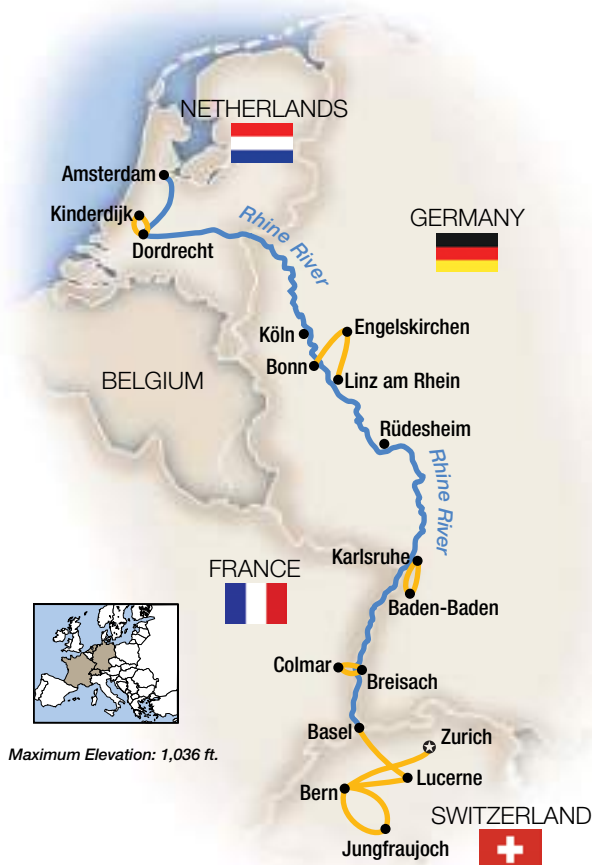 NETHERLANDS
Amsterdam
Kinderdijk
Dordrecht
Rhine River
GERMANY
Köln
Engelskirchen
Bonn
Linz am Rhein
BELGIUM
Rüdesheim
Rhine River
Karlsruhe
FRANCE
Baden-Baden
Colmar
Breisach
Basel
Zurich
Maximum Elevation: 1,036 ft.
Lucerne
Bern
SWITZERLAND
Jungfraujoch